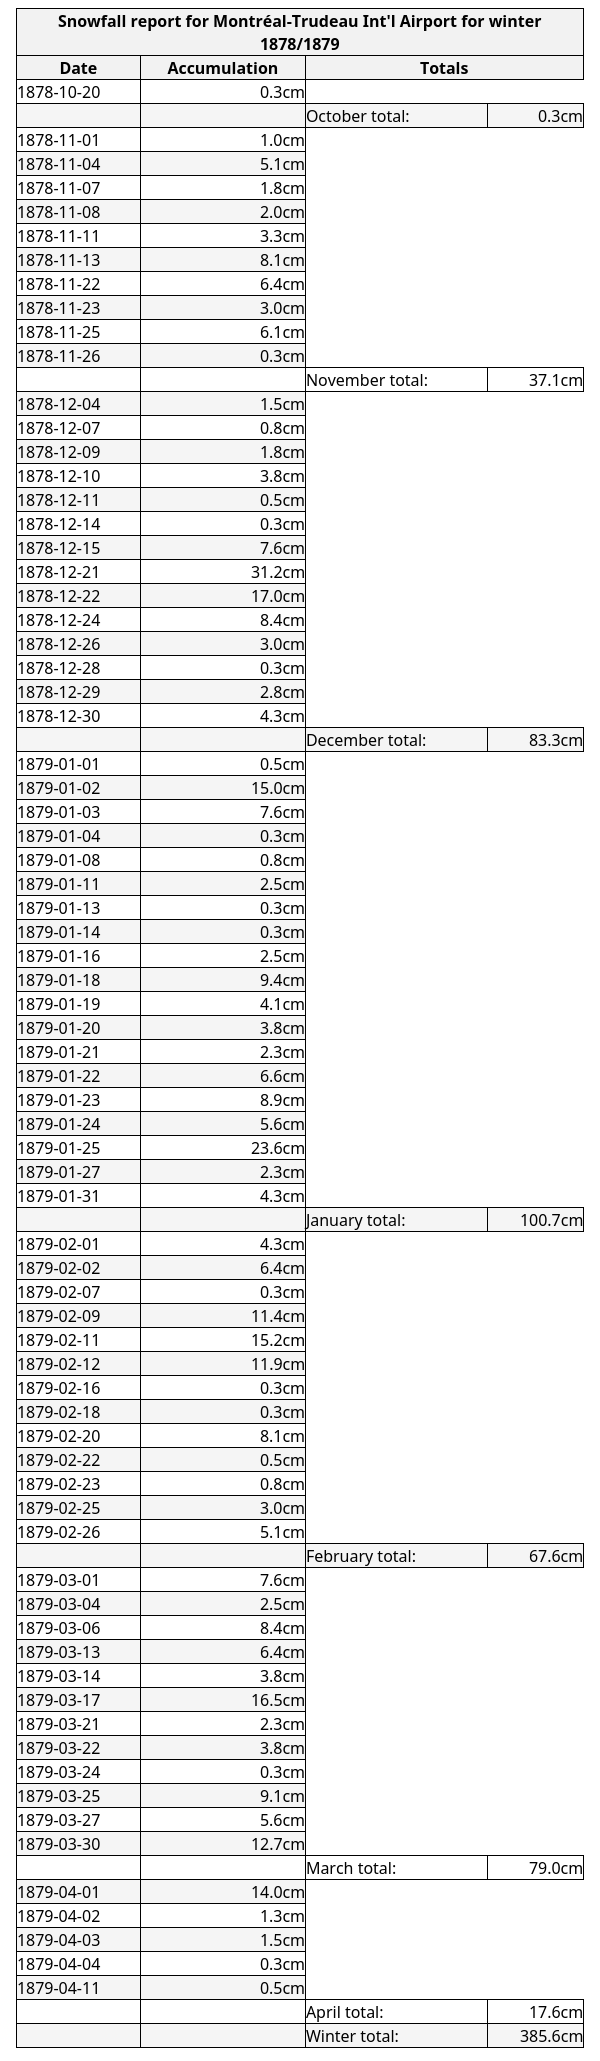 Snowfall report for Montréal-Trudeau Int'l Airport for winter
1878/1879
Date Accumulation Totals
1878-10-20 0.3cm
October total: 0.3cm
1878-11-01 1.0cm
1878-11-04 5.1cm
1878-11-07 1.8cm
1878-11-08 2.0cm
1878-11-11 3.3cm
1878-11-13 8.1cm
1878-11-22 6.4cm
1878-11-23 3.0cm
1878-11-25 6.1cm
1878-11-26 0.3cm
November total: 37.1cm
1878-12-04 1.5cm
1878-12-07 0.8cm
1878-12-09 1.8cm
1878-12-10 3.8cm
1878-12-11 0.5cm
1878-12-14 0.3cm
1878-12-15 7.6cm
1878-12-21 31.2cm
1878-12-22 17.0cm
1878-12-24 8.4cm
1878-12-26 3.0cm
1878-12-28 0.3cm
1878-12-29 2.8cm
1878-12-30 4.3cm
December total: 83.3cm
1879-01-01 0.5cm
1879-01-02 15.0cm
1879-01-03 7.6cm
1879-01-04 0.3cm
1879-01-08 0.8cm
1879-01-11 2.5cm
1879-01-13 0.3cm
1879-01-14 0.3cm
1879-01-16 2.5cm
1879-01-18 9.4cm
1879-01-19 4.1cm
1879-01-20 3.8cm
1879-01-21 2.3cm
1879-01-22 6.6cm
1879-01-23 8.9cm
1879-01-24 5.6cm
1879-01-25 23.6cm
1879-01-27 2.3cm
1879-01-31 4.3cm
January total: 100.7cm
1879-02-01 4.3cm
1879-02-02 6.4cm
1879-02-07 0.3cm
1879-02-09 11.4cm
1879-02-11 15.2cm
1879-02-12 11.9cm
1879-02-16 0.3cm
1879-02-18 0.3cm
1879-02-20 8.1cm
1879-02-22 0.5cm
1879-02-23 0.8cm
1879-02-25 3.0cm
1879-02-26 5.1cm
February total: 67.6cm
1879-03-01 7.6cm
1879-03-04 2.5cm
1879-03-06 8.4cm
1879-03-13 6.4cm
1879-03-14 3.8cm
1879-03-17 16.5cm
1879-03-21 2.3cm
1879-03-22 3.8cm
1879-03-24 0.3cm
1879-03-25 9.1cm
1879-03-27 5.6cm
1879-03-30 12.7cm
March total: 79.0cm
1879-04-01 14.0cm
1879-04-02 1.3cm
1879-04-03 1.5cm
1879-04-04 0.3cm
1879-04-11 0.5cm
April total: 17.6cm
Winter total: 385.6cm